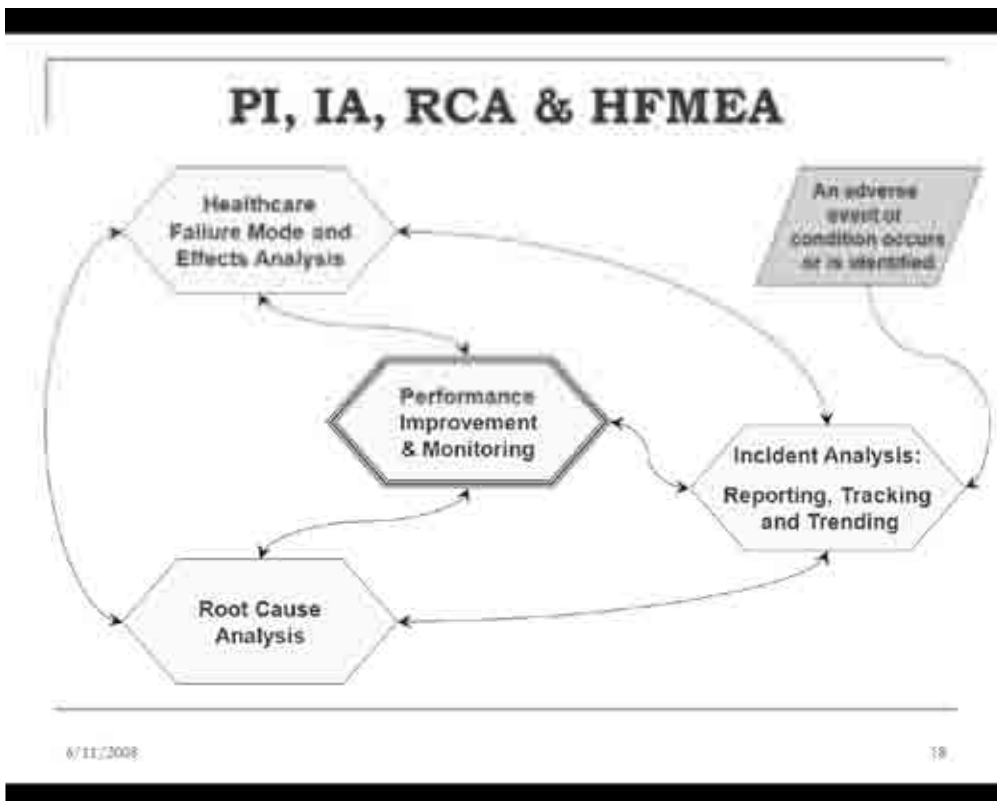 PI, IA, RCA & HFMEA
Healthcare
Failure Mode and
Effects Analysis
An adverse
event or
condition occurs
or is identified
Performance
Improvement
& Monitoring
Incident Analysis:
Reporting, Tracking
and Trending
Root Cause
Analysis
6/11/2008
18